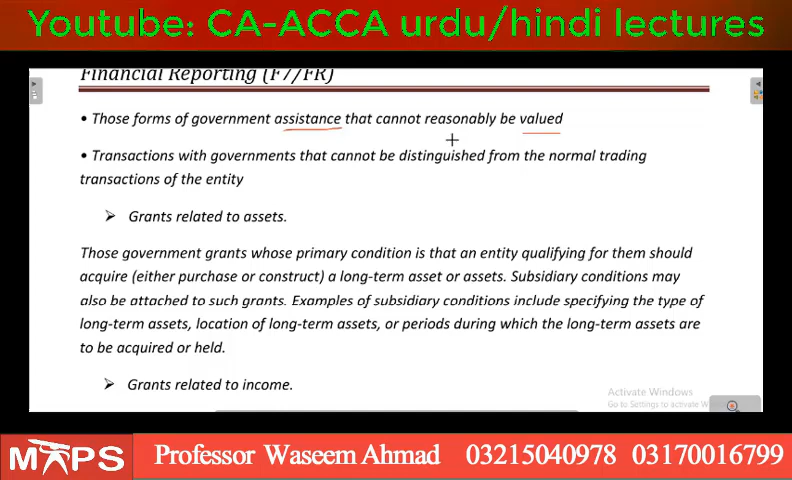 Youtube: CA-ACCA urdu/hindi lectures
Financial Reporting (F7/FR)
• Those forms of government assistance that cannot reasonably be valued
• Transactions with governments that cannot be distinguished from the normal trading
transactions of the entity
➢ Grants related to assets.
Those government grants whose primary condition is that an entity qualifying for them should
acquire (either purchase or construct) a long-term asset or assets. Subsidiary conditions may
also be attached to such grants. Examples of subsidiary conditions include specifying the type of
long-term assets, location of long-term assets, or periods during which the long-term assets are
to be acquired or held.
➢ Grants related to income.
Activate Windows
Go to Settings to activate W
MAPS Professor Waseem Ahmad 03215040978 03170016799